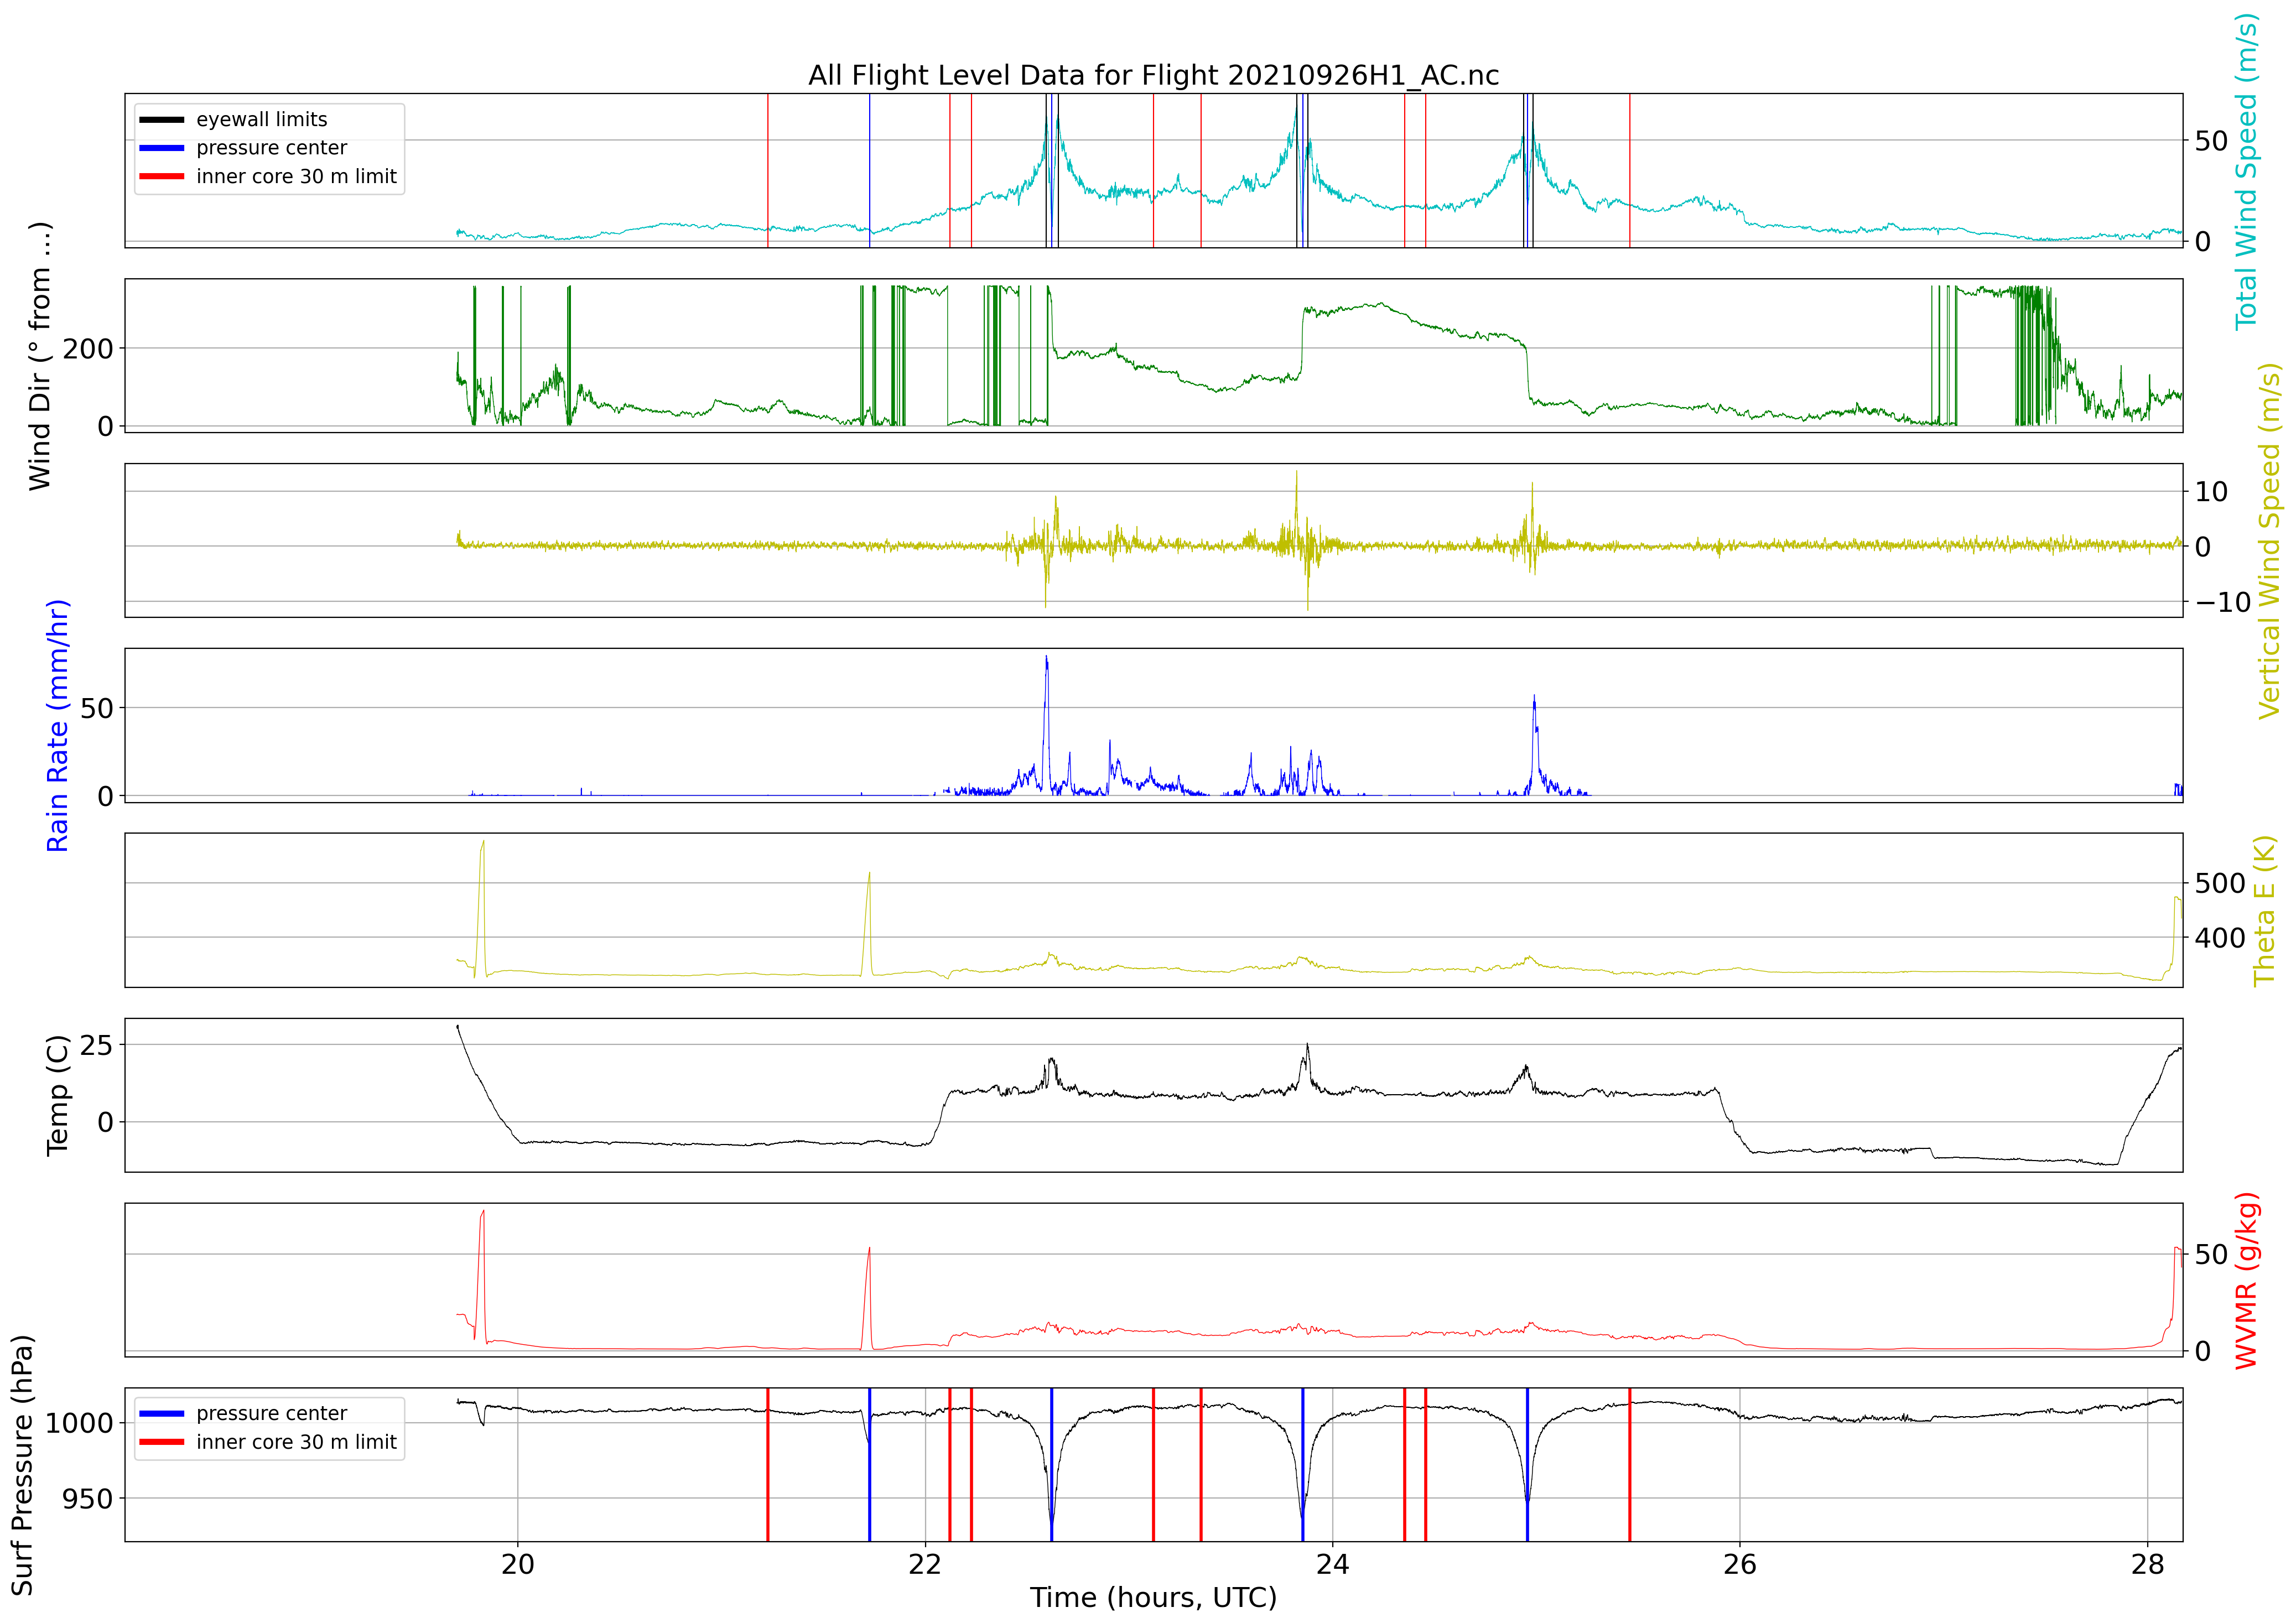 All Flight Level Data for Flight 20210926H1_AC.nc
eyewall limits
pressure center
inner core 30 m limit
50
0
Total Wind Speed (m/s)
Wind Dir (° from ...)
200
0
10
0
−10
Vertical Wind Speed (m/s)
Rain Rate (mm/hr)
50
0
500
400
Theta E (K)
Temp (C)
25
0
50
0
WVMR (g/kg)
Surf Pressure (hPa)
1000
950
pressure center
inner core 30 m limit
20 22 24 26 28
Time (hours, UTC)